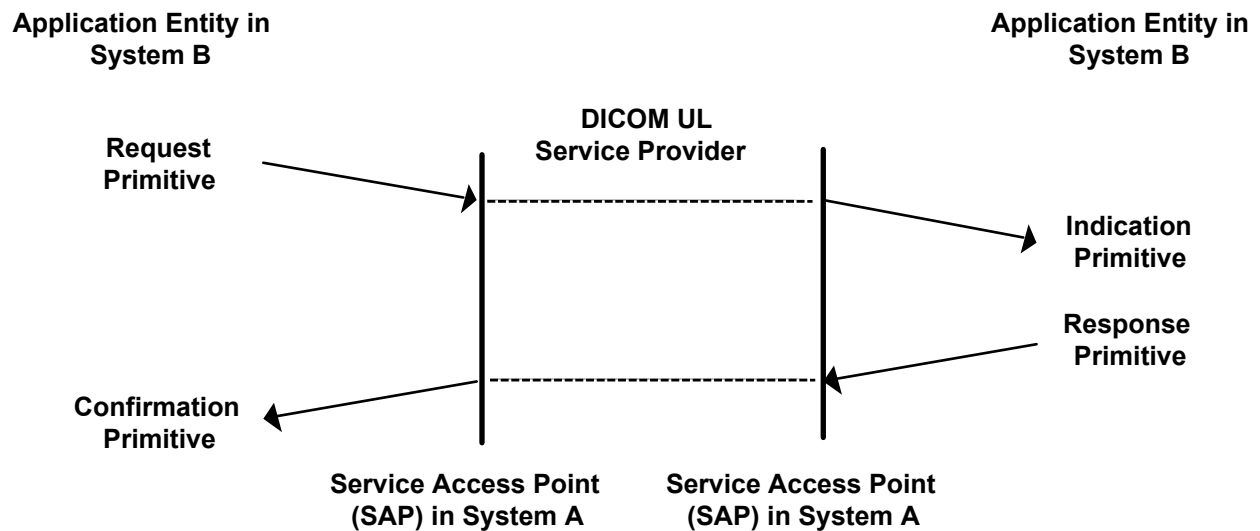 Application Entity in
System B
Application Entity in
System B
DICOM UL
Service Provider
Request
Primitive
Indication
Primitive
Response
Primitive
Confirmation
Primitive
Service Access Point
(SAP) in System A
Service Access Point
(SAP) in System A